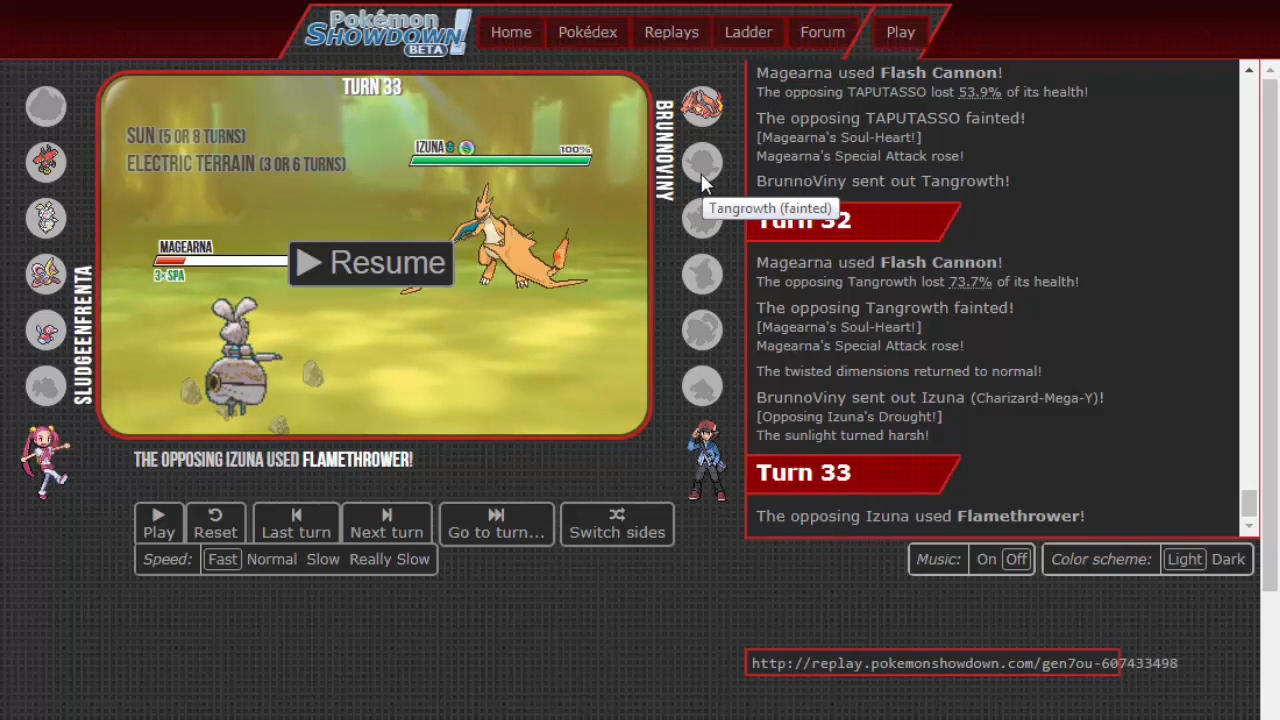 Pokémon
SHOWDOWN!
BETA
Home
Pokédex
Replays
Ladder
Forum
Play
TURN 33
SUN (5 OR 8 TURNS)
ELECTRIC TERRAIN (3 OR 6 TURNS)
IZUNA
100%
MAGEARNA
3× SPA
Resume
SLUDGEENFRENTA
BRUNNOVINY
Tangrowth (fainted)
THE OPPOSING IZUNA USED FLAMETHROWER!
Magearna used Flash Cannon!
The opposing TAPUTASSO lost 53.9% of its health!
The opposing TAPUTASSO fainted!
[Magearna's Soul-Heart!]
Magearna's Special Attack rose!
BrunnoViny sent out Tangrowth!
Turn 32
Magearna used Flash Cannon!
The opposing Tangrowth lost 73.7% of its health!
The opposing Tangrowth fainted!
[Magearna's Soul-Heart!]
Magearna's Special Attack rose!
The twisted dimensions returned to normal!
BrunnoViny sent out Izuna (Charizard-Mega-Y)!
[Opposing Izuna's Drought!]
The sunlight turned harsh!
Turn 33
The opposing Izuna used Flamethrower!
Play
Reset
Last turn
Next turn
Go to turn...
Switch sides
Speed: Fast Normal Slow Really Slow
Music: On Off
Color scheme: Light Dark
http://replay.pokemonshowdown.com/gen7ou-607433498